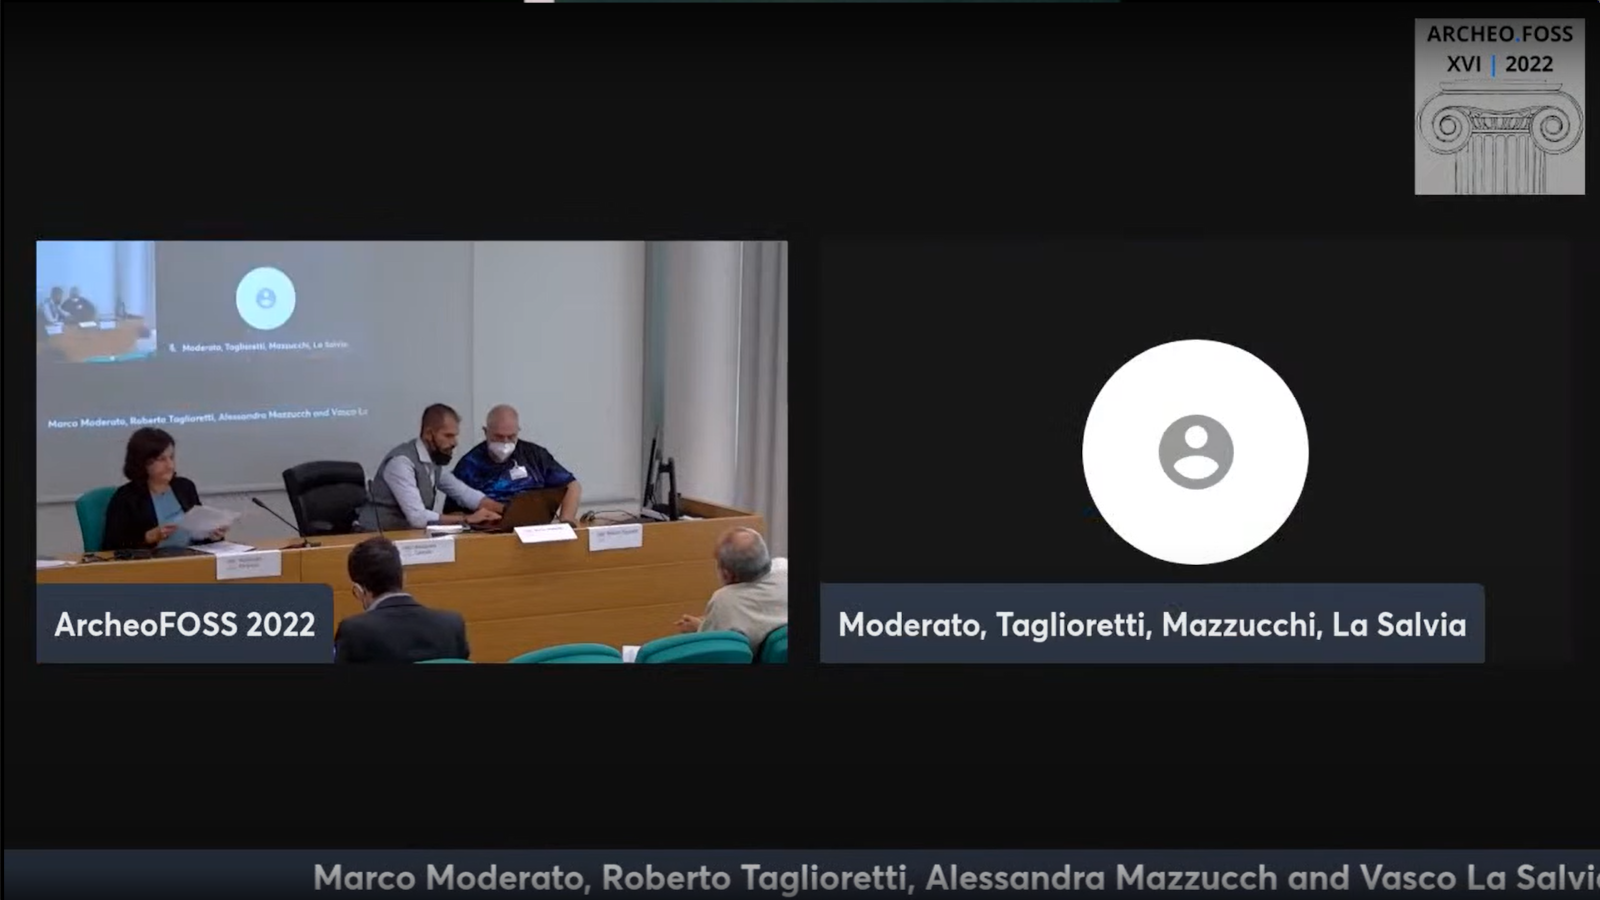 ARCHEO.FOSS
XVI | 2022
Moderato, Taglioretti, Mazzucchi, La Salvia
Marco Moderato, Roberto Taglioretti, Alessandra Mazzucch and Vasco La
ArcheoFOSS 2022
Moderato, Taglioretti, Mazzucchi, La Salvia
Marco Moderato, Roberto Taglioretti, Alessandra Mazzucch and Vasco La Salvi